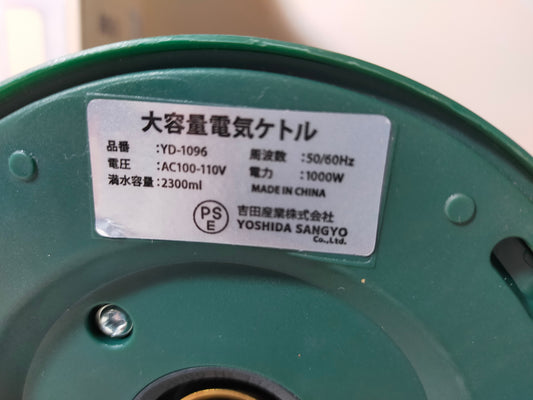 大容量電気ケトル
品番 :YD-1096 周波数 :50/60Hz
電圧 :AC100-110V 電力 :1000W
満水容量:2300ml MADE IN CHINA
PS
E
吉田産業株式会社
YOSHIDA SANGYO
Co.,Ltd.